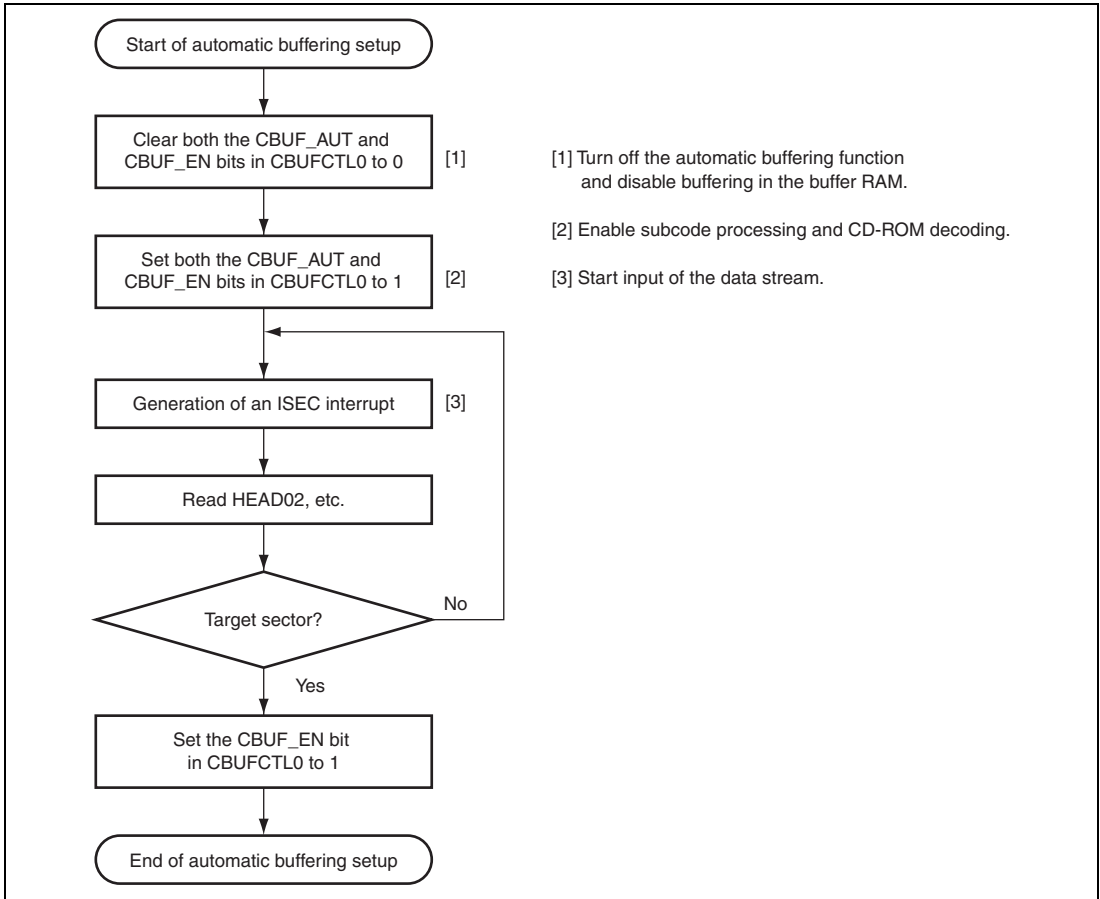 Start of automatic buffering setup
Clear both the CBUF_AUT and
CBUF_EN bits in CBUFCTL0 to 0
[1]
Set both the CBUF_AUT and
CBUF_EN bits in CBUFCTL0 to 1
[2]
Generation of an ISEC interrupt
[3]
Read HEAD02, etc.
Target sector?
No
Yes
Set the CBUF_EN bit
in CBUFCTL0 to 1
End of automatic buffering setup
[1] Turn off the automatic buffering function
and disable buffering in the buffer RAM.
[2] Enable subcode processing and CD-ROM decoding.
[3] Start input of the data stream.